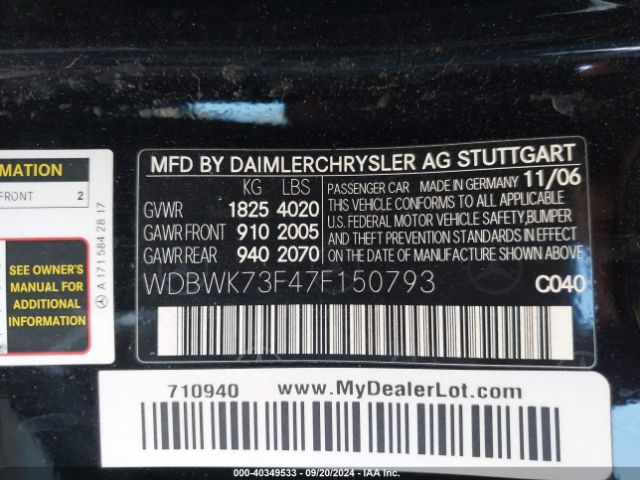 MFD BY DAIMLERCHRYSLER AG STUTTGART
KG LBS
GVWR 1825 4020
GAWR FRONT 910 2005
GAWR REAR 940 2070
PASSENGER CAR MADE IN GERMANY 11/06
THIS VEHICLE CONFORMS TO ALL APPLICABLE
U.S. FEDERAL MOTOR VEHICLE SAFETY,BUMPER
AND THEFT PREVENTION STANDARDS IN EFFECT ON
THE DATE OF MANUFACTURE SHOWN ABOVE
WDBWK73F47F150793 C040
RMATION
FRONT 2
SEE OWNER'S
MANUAL FOR
ADDITIONAL
INFORMATION
A 171 584 28 17
710940 www.MyDealerLot.com
000-40349533 - 09/20/2024 - IAA Inc.